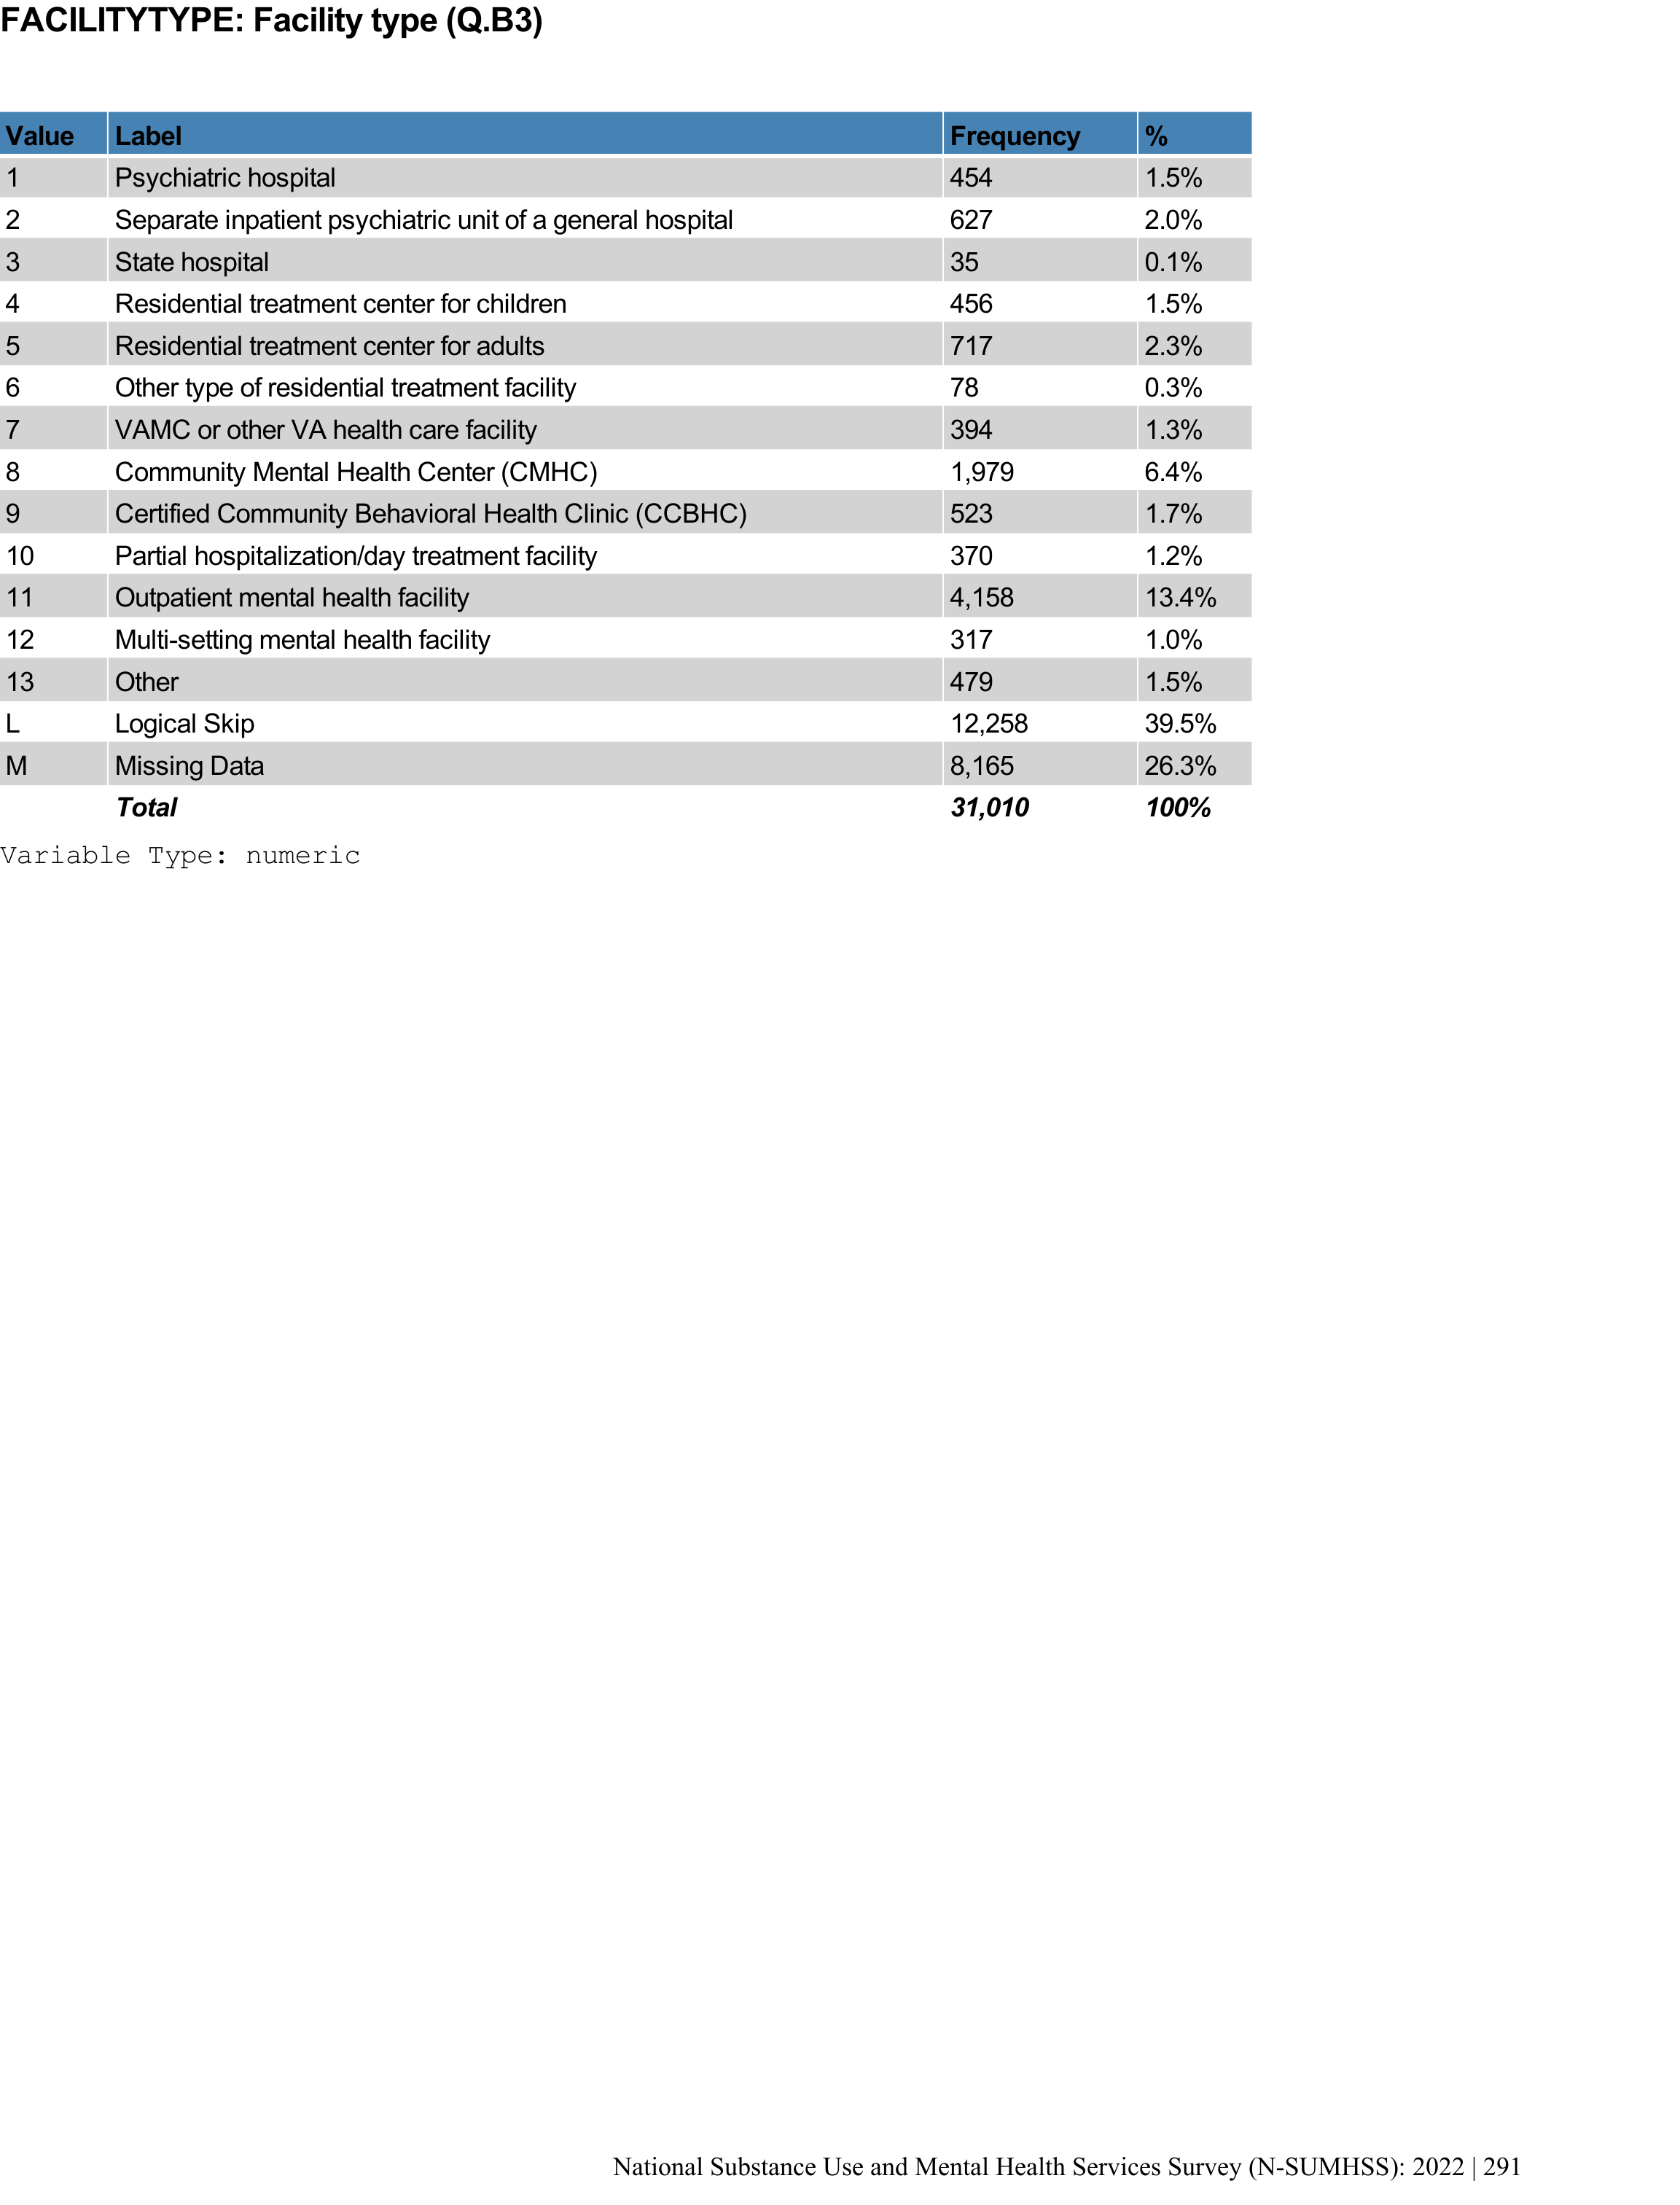 FACILITYTYPE: Facility type (Q.B3)
Value Label Frequency %
1 Psychiatric hospital 454 1.5%
2 Separate inpatient psychiatric unit of a general hospital 627 2.0%
3 State hospital 35 0.1%
4 Residential treatment center for children 456 1.5%
5 Residential treatment center for adults 717 2.3%
6 Other type of residential treatment facility 78 0.3%
7 VAMC or other VA health care facility 394 1.3%
8 Community Mental Health Center (CMHC) 1,979 6.4%
9 Certified Community Behavioral Health Clinic (CCBHC) 523 1.7%
10 Partial hospitalization/day treatment facility 370 1.2%
11 Outpatient mental health facility 4,158 13.4%
12 Multi-setting mental health facility 317 1.0%
13 Other 479 1.5%
L Logical Skip 12,258 39.5%
M Missing Data 8,165 26.3%
Total 31,010 100%
Variable Type: numeric
National Substance Use and Mental Health Services Survey (N-SUMHSS): 2022 | 291